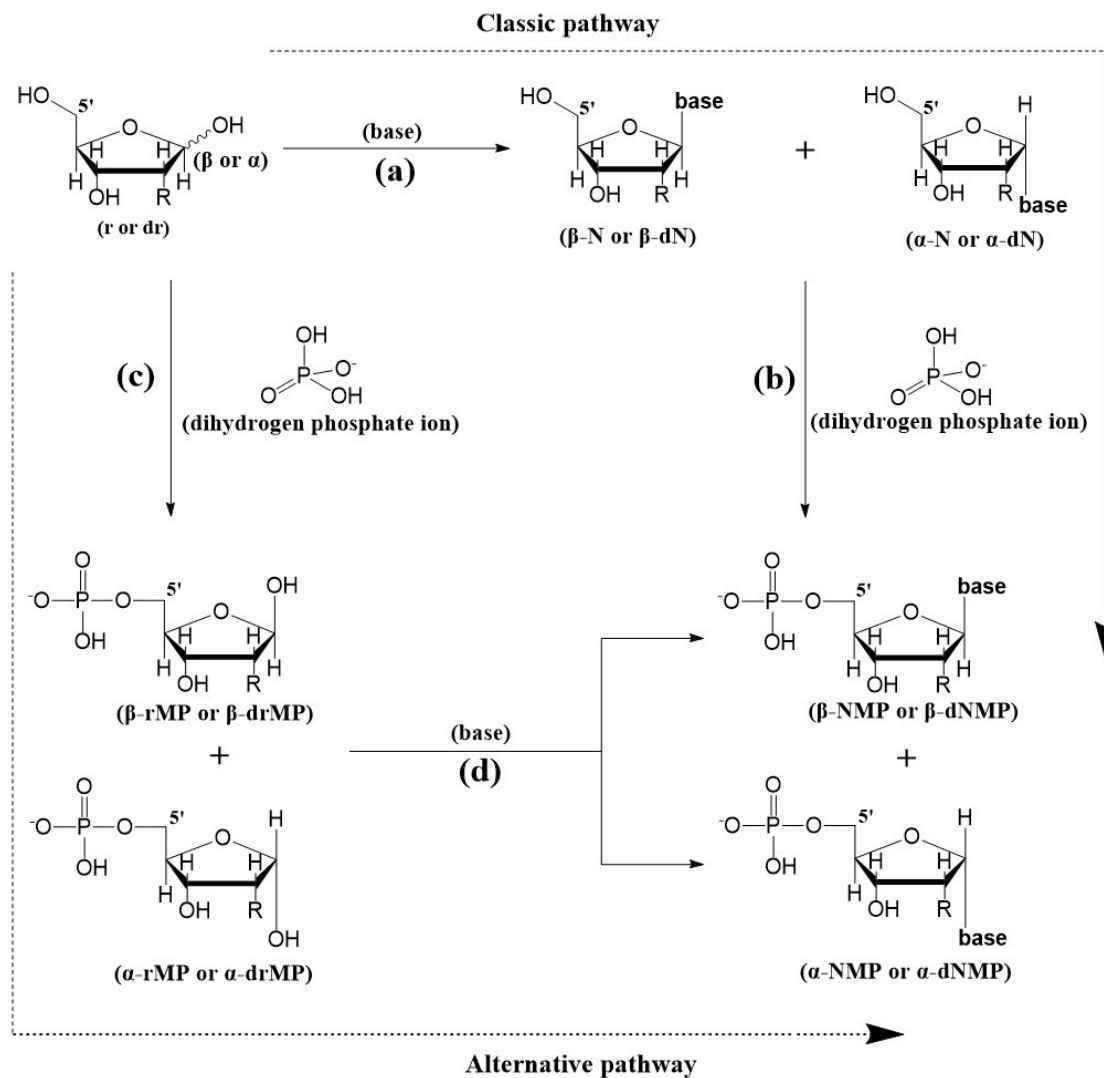 Classic pathway
HO
5'
O
OH
(β or α)
H
H
H
H
OH
R
(r or dr)
(base)
(a)
HO
5'
O
base
H
H
H
H
OH
R
(β-N or β-dN)
+
HO
5'
O
H
H
H
H
OH
R
base
(α-N or α-dN)
(c)
OH
P
O-
O
OH
(dihydrogen phosphate ion)
(b)
OH
P
O-
O
OH
(dihydrogen phosphate ion)
O
-O
P
O
5'
OH
O
OH
H
H
H
H
OH
R
(β-rMP or β-drMP)
+
O
-O
P
O
5'
OH
O
H
H
H
H
OH
R
OH
(α-rMP or α-drMP)
(base)
(d)
O
-O
P
O
5'
OH
O
base
H
H
H
H
OH
R
(β-NMP or β-dNMP)
+
O
-O
P
O
5'
OH
O
H
H
H
H
OH
R
base
(α-NMP or α-dNMP)
Alternative pathway